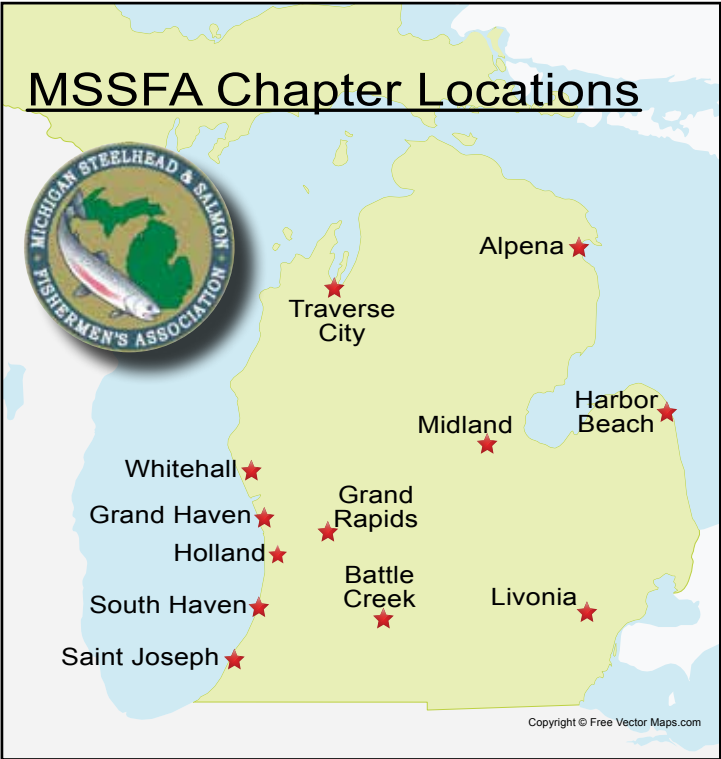 MSSFA Chapter Locations
MICHIGAN STEELHEAD & SALMON
FISHERMEN'S ASSOCIATION
Alpena
Traverse
City
Harbor
Beach
Midland
Whitehall
Grand
Rapids
Grand Haven
Holland
Battle
Creek
South Haven
Livonia
Saint Joseph
Copyright © Free Vector Maps.com